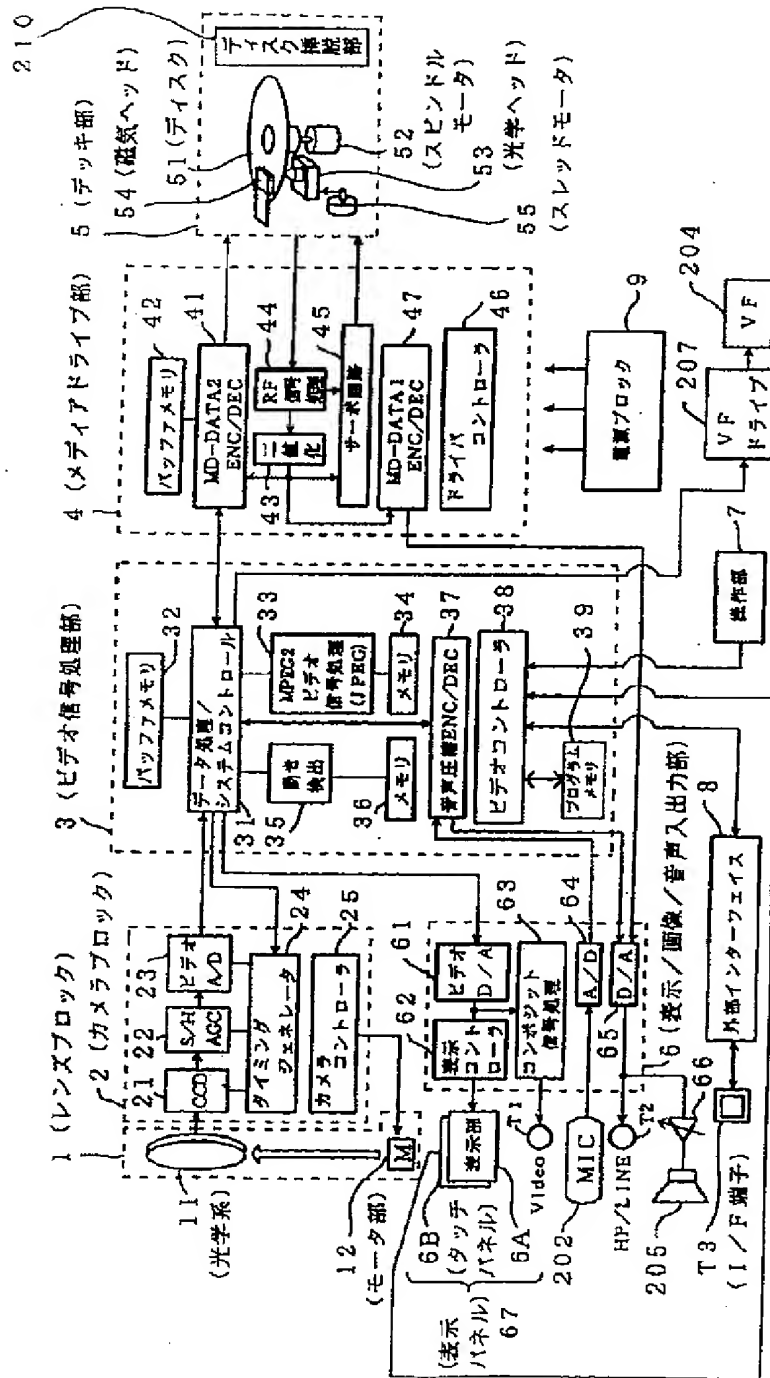 1 (レンズブロック)
2 (カメラブロック)
11
(光学系)
12
(モータ部)
M
21
CCD
22
S/H
AGC
23
ビデオ
A/D
24
タイミング
ジェネレータ
25
カメラ
コントローラ
3 (ビデオ信号処理部)
32
バッファメモリ
データ処理/
システムコントロール
31
33
MPEG2
ビデオ
信号処理
(JPEG)
34
メモリ
35
動き
検出
36
メモリ
37
音声圧縮ENC/DEC
38
ビデオコントローラ
39
プログラム
メモリ
4 (メディアドライブ部)
42
バッファメモリ
41
MD-DATA2
ENC/DEC
44
RF
信号
処理
二値
化
43
45
サーボ回路
47
MD-DATA1
ENC/DEC
46
ドライバ
コントローラ
5 (デッキ部)
54 (磁気ヘッド)
51 (ディスク)
210
ディスク
挿脱部
52
(スピンドル
モータ)
53
(光学ヘッド)
55
(スレッドモータ)
61
ビデオ
D/A
62
表示
コント
ローラ
63
コンポジット
信号処理
64
A/D
65
D/A
6 (表示/画像/音声入出力部)
6B
(タッチ
パネル)
表示部
6A
(表示
パネル)
67
T1
Video
202
MIC
T2
HP/LINE
66
205
T3
(I/F端子)
8
外部インターフェイス
7
操作部
9
電源ブロック
207
VF
ドライブ
204
VF